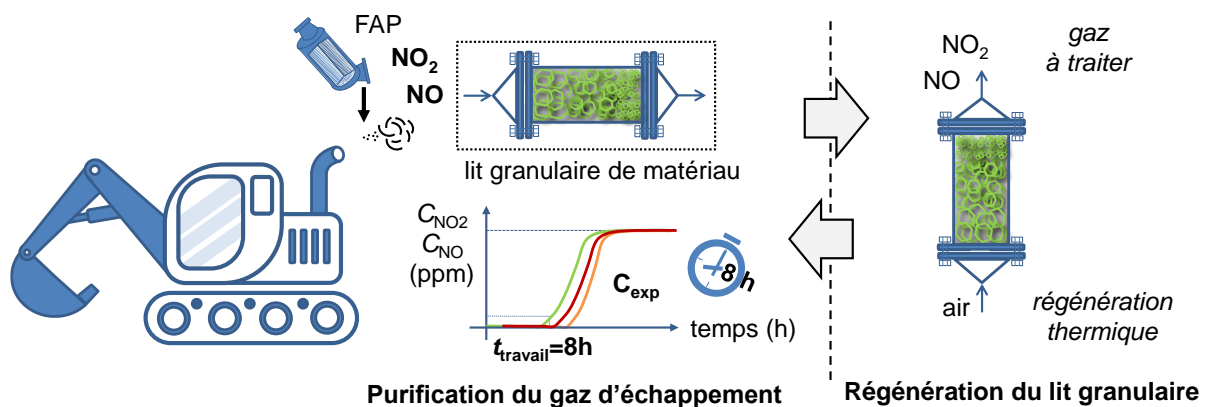 FAP
NO2
NO
lit granulaire de matériau
CNO2
CNO
(ppm)
Cexp
8 h
temps (h)
ttravail=8h
Purification du gaz d'échappement
NO2
NO
gaz
à traiter
air
régénération
thermique
Régénération du lit granulaire